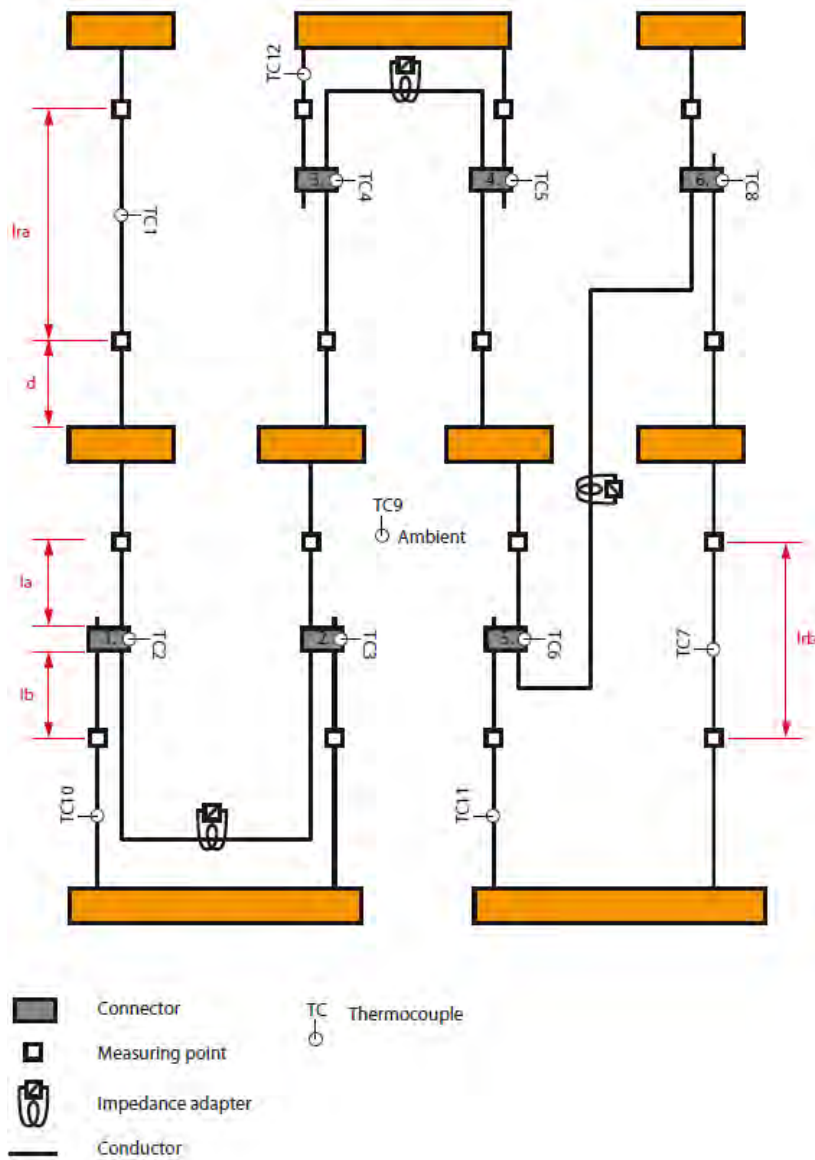 TC12
3.
TC4
4.
TC5
6.
TC8
TC1
lra
d
TC9
Ambient
la
1.
TC2
2.
TC3
5.
TC6
TC7
lrb
lb
TC10
TC11
Connector
TC
Thermocouple
Measuring point
Impedance adapter
Conductor